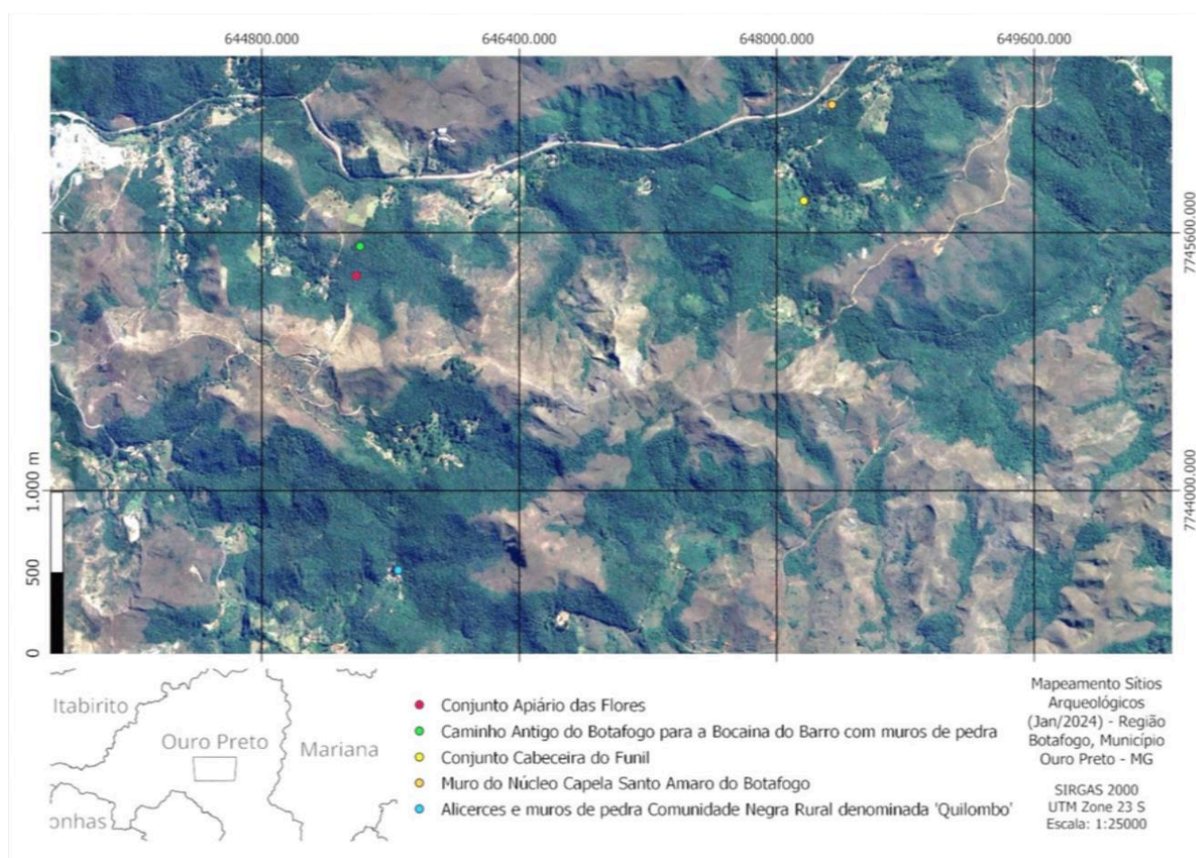 644800.000 646400.000 648000.000 649600.000
7745600.000
7744000.000
1.000 m
500
0
Itabirito
Ouro Preto
Mariana
onhas
Conjunto Apiário das Flores
Caminho Antigo do Botafogo para a Bocaina do Barro com muros de pedra
Conjunto Cabeceira do Funil
Muro do Núcleo Capela Santo Amaro do Botafogo
Alicerces e muros de pedra Comunidade Negra Rural denominada 'Quilombo'
Mapeamento Sítios
Arqueológicos
(Jan/2024) - Região
Botafogo, Município
Ouro Preto - MG
SIRGAS 2000
UTM Zone 23 S
Escala: 1:25000